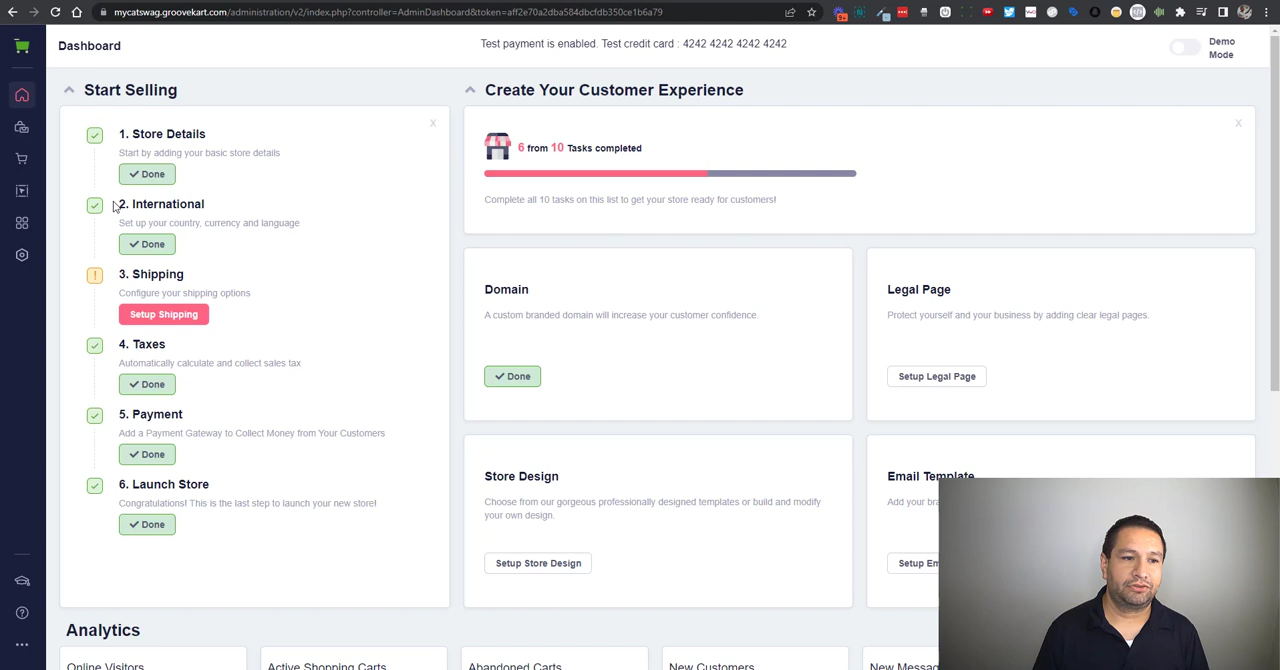 mycatswag.groovekart.com/administration/v2/index.php?controller=AdminDashboard&token=aff2e70a2dba584dbcfdb350ce1b6a79
Dashboard
Test payment is enabled. Test credit card : 4242 4242 4242 4242
Demo
Mode
Start Selling
1. Store Details
Start by adding your basic store details
Done
2. International
Set up your country, currency and language
Done
3. Shipping
Configure your shipping options
Setup Shipping
4. Taxes
Automatically calculate and collect sales tax
Done
5. Payment
Add a Payment Gateway to Collect Money from Your Customers
Done
6. Launch Store
Congratulations! This is the last step to launch your new store!
Done
Create Your Customer Experience
6 from 10 Tasks completed
Complete all 10 tasks on this list to get your store ready for customers!
Domain
A custom branded domain will increase your customer confidence.
Done
Legal Page
Protect yourself and your business by adding clear legal pages.
Setup Legal Page
Store Design
Choose from our gorgeous professionally designed templates or build and modify
your own design.
Setup Store Design
Email Template
Add your
Setup
Analytics
Online Visitors
Active Shopping Carts
Abandoned Carts
New Customers